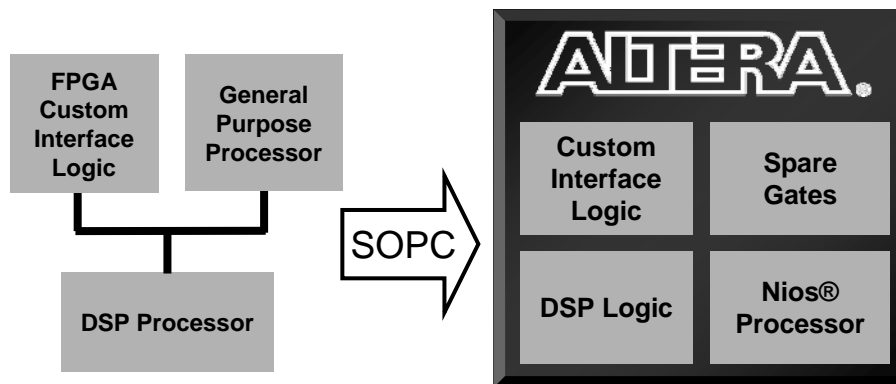 FPGA
Custom
Interface
Logic
General
Purpose
Processor
DSP Processor
SOPC
ALTERA®
Custom
Interface
Logic
Spare
Gates
DSP Logic
Nios®
Processor